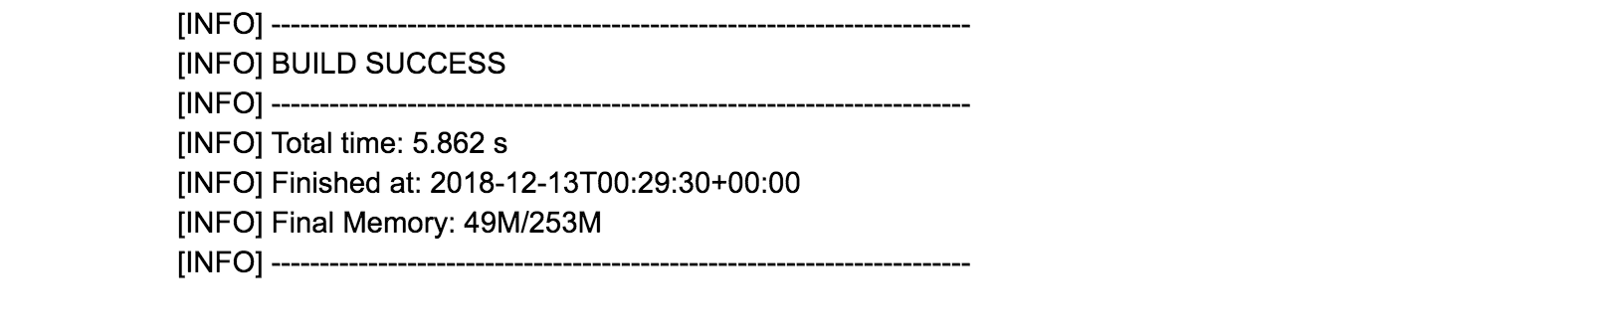 [INFO] ------------------------------------------------------------------------
[INFO] BUILD SUCCESS
[INFO] ------------------------------------------------------------------------
[INFO] Total time: 5.862 s
[INFO] Finished at: 2018-12-13T00:29:30+00:00
[INFO] Final Memory: 49M/253M
[INFO] ------------------------------------------------------------------------